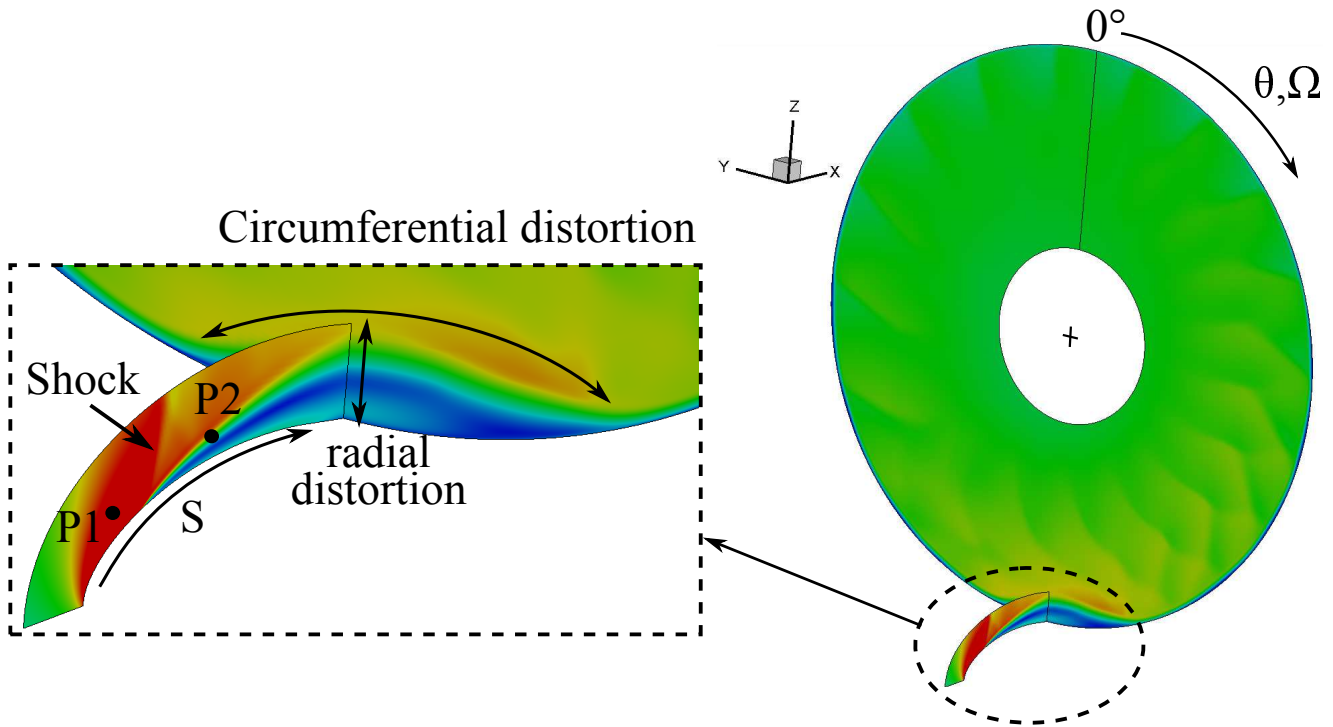 0°
θ,Ω
Z
Y
X
Circumferential distortion
Shock
P2
radial
distortion
P1
S